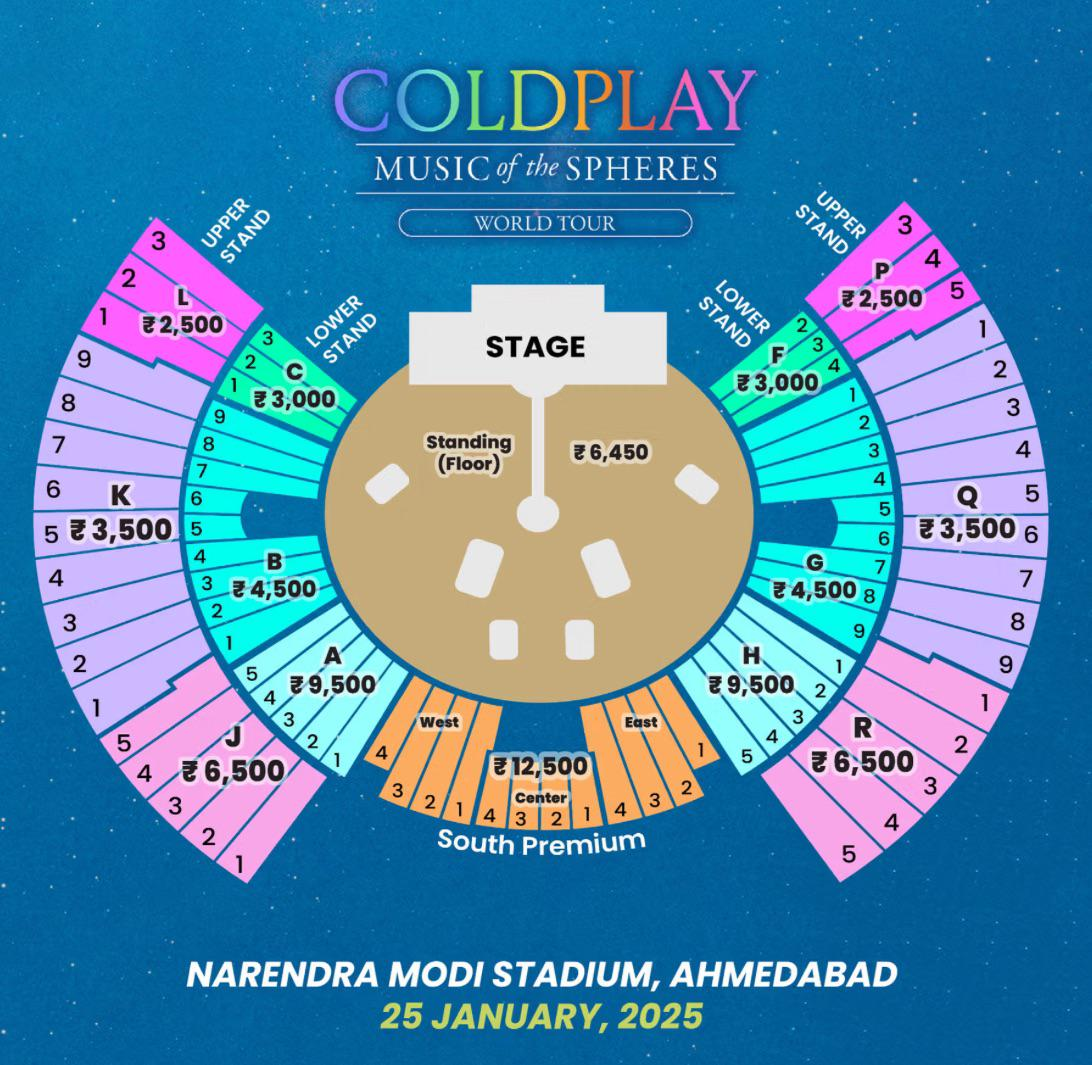 COLDPLAY
MUSIC of the SPHERES
WORLD TOUR
UPPER
STAND
LOWER
STAND
UPPER
STAND
LOWER
STAND
3
2
1
L
₹ 2,500
3
2
1
C
₹ 3,000
STAGE
Standing
(Floor)
₹ 6,450
2
3
4
F
₹ 3,000
3
4
5
P
₹ 2,500
9
8
7
6
5
4
3
2
1
K
₹ 3,500
9
8
7
6
5
4
3
2
1
B
₹ 4,500
1
2
3
4
5
6
7
8
9
G
₹ 4,500
1
2
3
4
5
6
7
8
9
Q
₹ 3,500
5
4
3
2
1
J
₹ 6,500
5
4
3
2
1
A
₹ 9,500
West
4
3
2
1
₹ 12,500
Center
4
3
2
1
East
4
3
2
1
South Premium
H
₹ 9,500
1
2
3
4
5
R
₹ 6,500
1
2
3
4
5
NARENDRA MODI STADIUM, AHMEDABAD
25 JANUARY, 2025